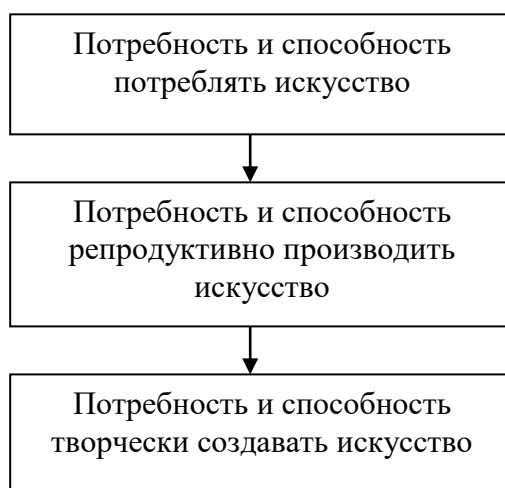 Потребность и способность
потреблять искусство
Потребность и способность
репродуктивно производить
искусство
Потребность и способность
творчески создавать искусство